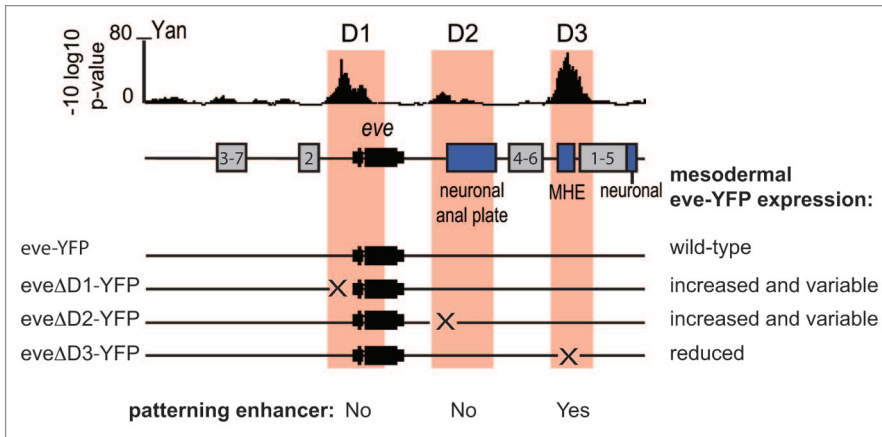 D1 D2 D3
80 Yan
-10 log10
p-value
0
eve
3-7 2 4-6 1-5
neuronal
anal plate
MHE neuronal
mesodermal
eve-YFP expression:
eve-YFP wild-type
eveΔD1-YFP X increased and variable
eveΔD2-YFP X increased and variable
eveΔD3-YFP X reduced
patterning enhancer: No No Yes